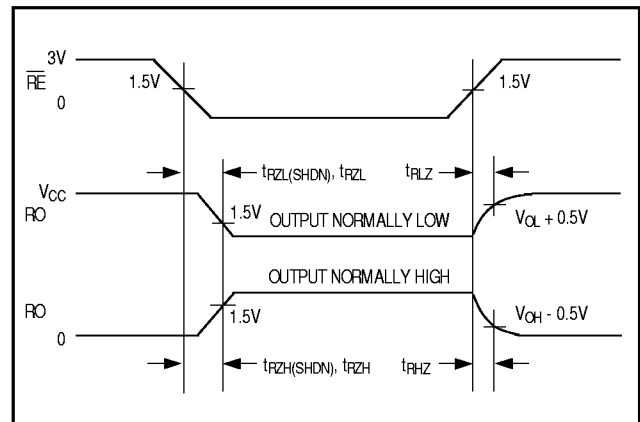 3V
RE
0
1.5V
1.5V
tRZL(SHDN), tRZL
tRLZ
VCC
RO
1.5V
OUTPUT NORMALLY LOW
VOL + 0.5V
OUTPUT NORMALLY HIGH
RO
0
1.5V
VOH - 0.5V
tRZH(SHDN), tRZH
tRHZ